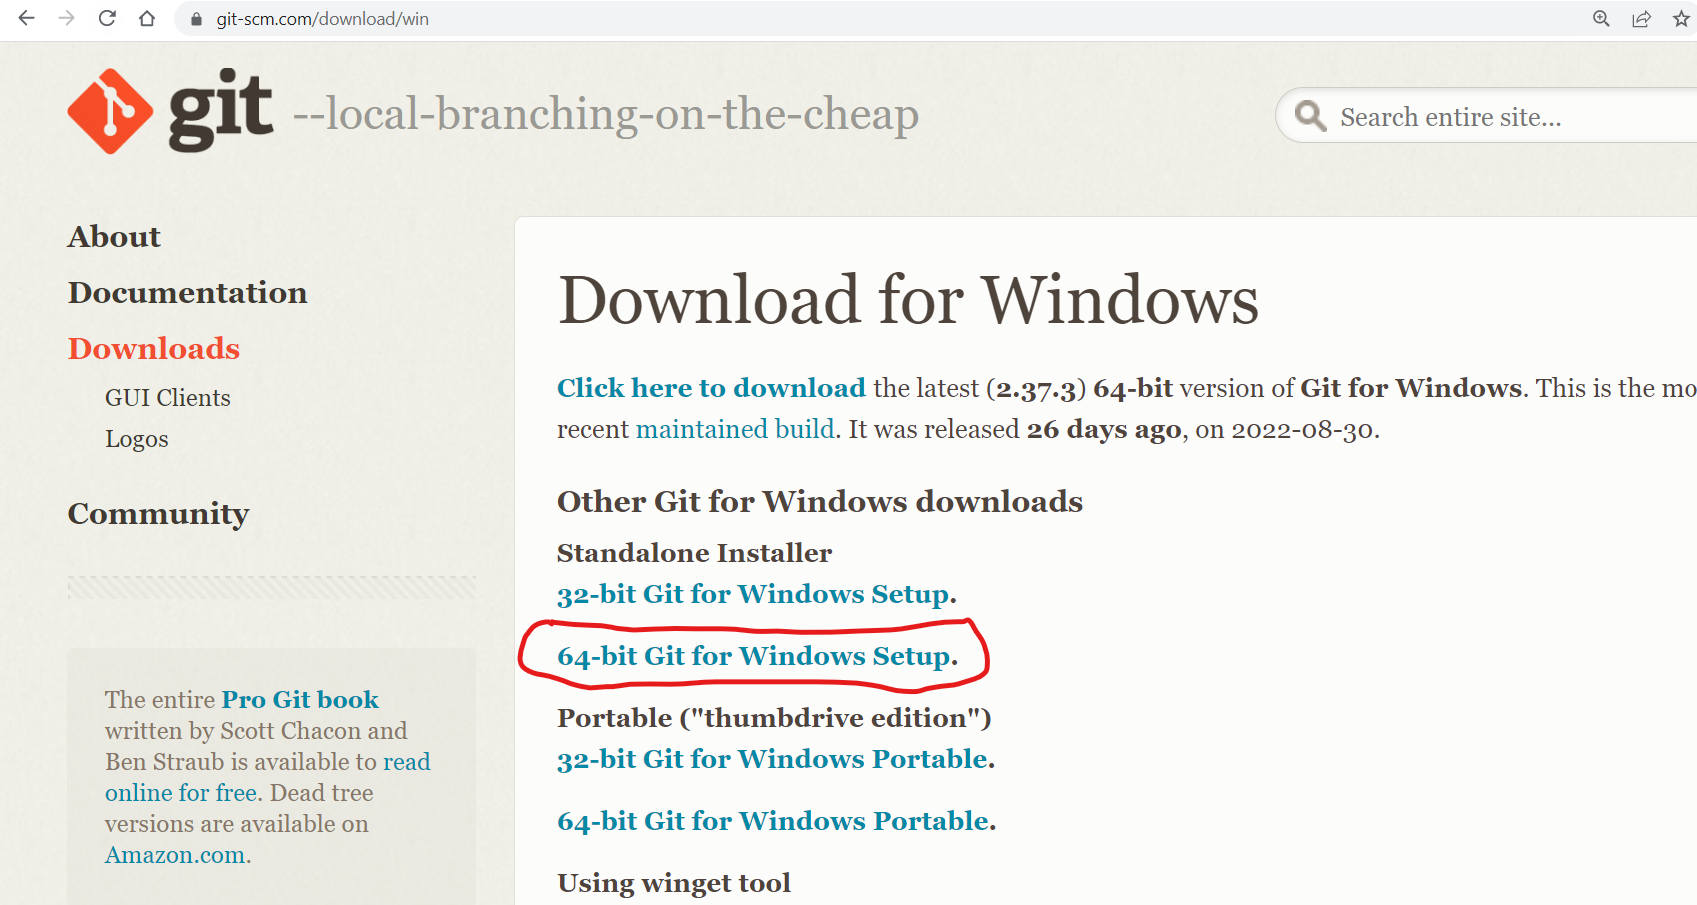 git-scm.com/download/win
git --local-branching-on-the-cheap
Search entire site...
About
Documentation
Downloads
GUI Clients
Logos
Community
The entire Pro Git book
written by Scott Chacon and
Ben Straub is available to read
online for free. Dead tree
versions are available on
Amazon.com.
Download for Windows
Click here to download the latest (2.37.3) 64-bit version of Git for Windows. This is the mo
recent maintained build. It was released 26 days ago, on 2022-08-30.
Other Git for Windows downloads
Standalone Installer
32-bit Git for Windows Setup.
64-bit Git for Windows Setup.
Portable ("thumbdrive edition")
32-bit Git for Windows Portable.
64-bit Git for Windows Portable.
Using winget tool